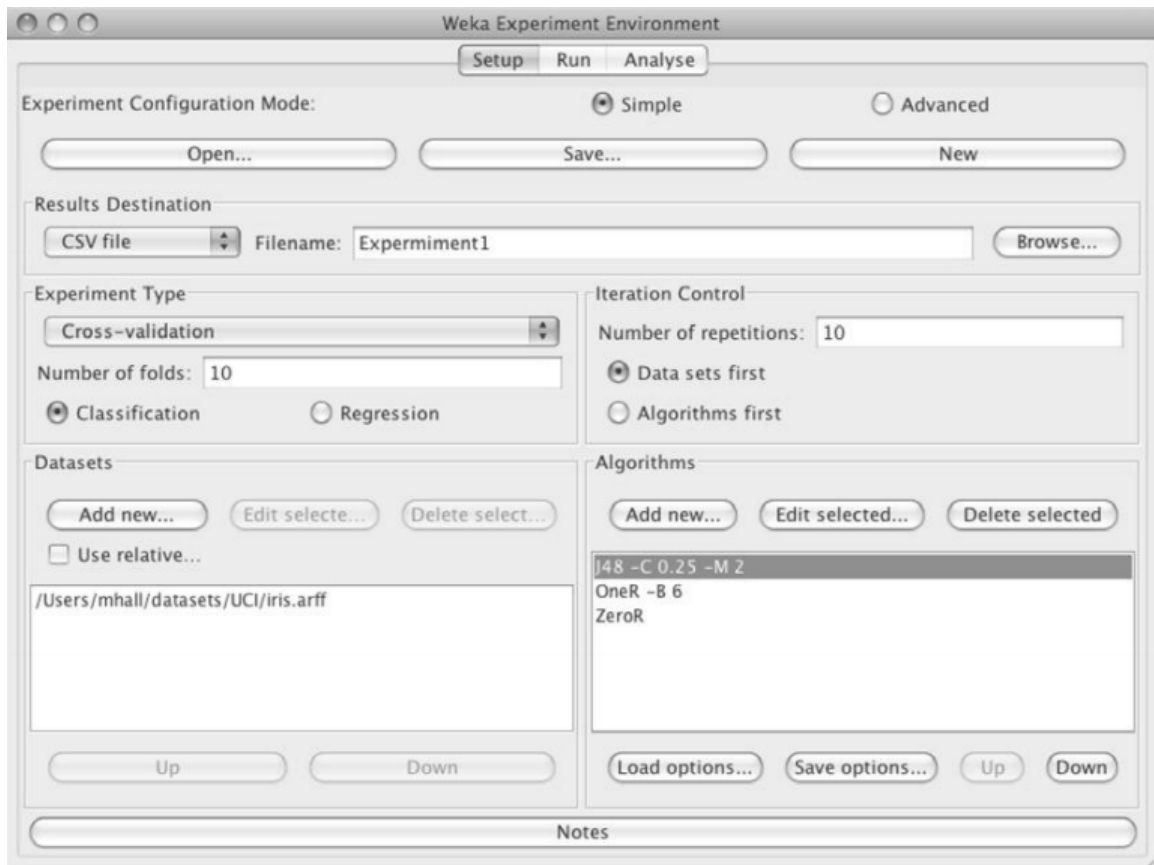 Weka Experiment Environment
Setup Run Analyse
Experiment Configuration Mode: Simple Advanced
Open... Save... New
Results Destination
CSV file Filename: Expermiment1 Browse...
Experiment Type
Cross-validation
Number of folds: 10
Classification Regression
Iteration Control
Number of repetitions: 10
Data sets first
Algorithms first
Datasets
Add new... Edit selecte... Delete select...
Use relative...
/Users/mhall/datasets/UCI/iris.arff
Up Down
Algorithms
Add new... Edit selected... Delete selected
J48 -C 0.25 -M 2
OneR -B 6
ZeroR
Load options... Save options... Up Down
Notes